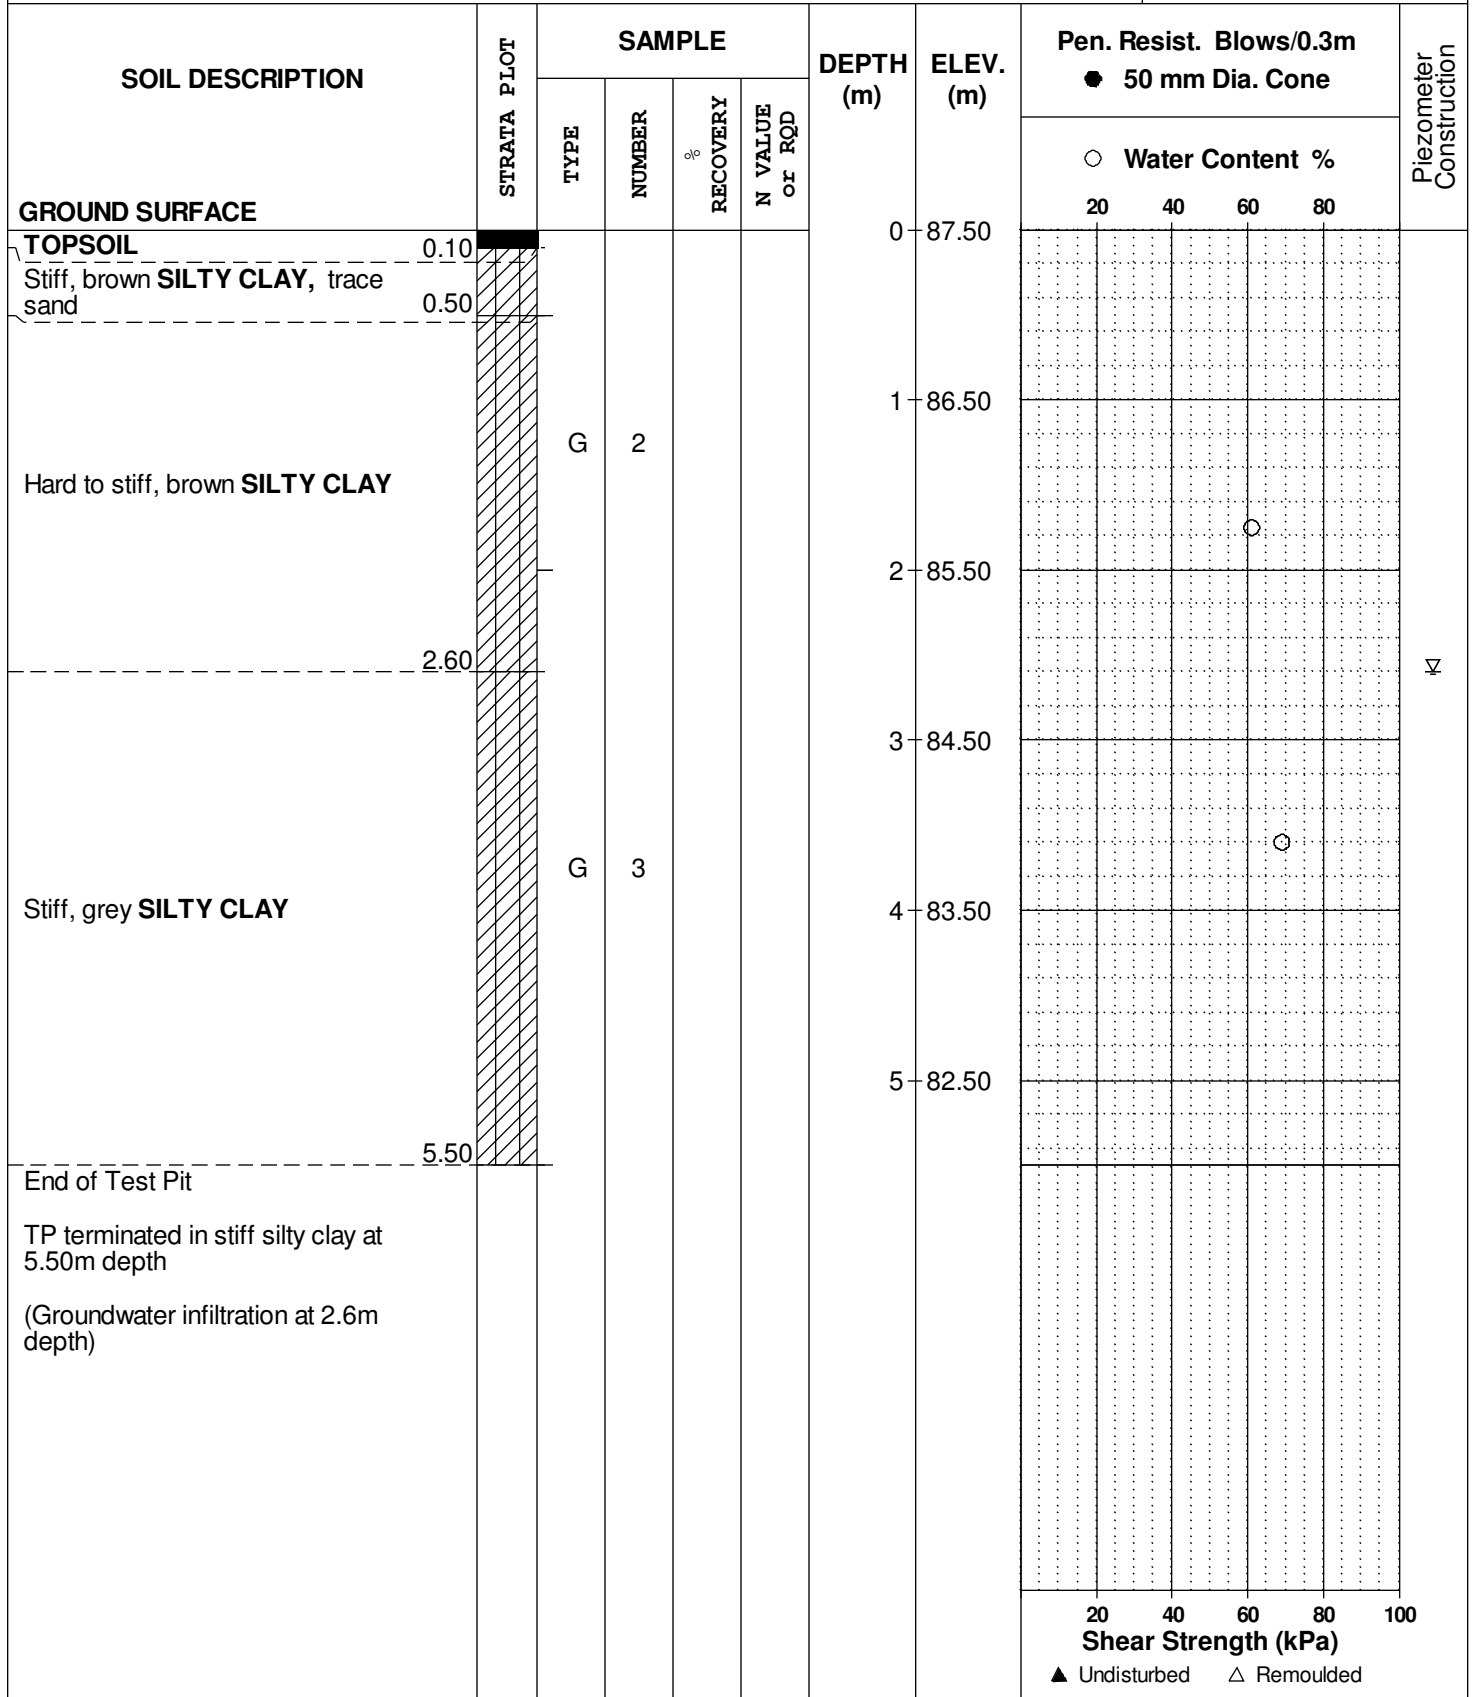 SOIL DESCRIPTION
STRATA PLOT
SAMPLE
TYPE
NUMBER
%
RECOVERY
N VALUE
or RQD
DEPTH
(m)
ELEV.
(m)
Pen. Resist. Blows/0.3m
● 50 mm Dia. Cone
○ Water Content %
20 40 60 80
Piezometer
Construction
GROUND SURFACE
0 87.50
TOPSOIL 0.10
Stiff, brown SILTY CLAY, trace
sand 0.50
1 86.50
G 2
Hard to stiff, brown SILTY CLAY
2 85.50
2.60
3 84.50
G 3
Stiff, grey SILTY CLAY
4 83.50
5 82.50
5.50
End of Test Pit
TP terminated in stiff silty clay at
5.50m depth
(Groundwater infiltration at 2.6m
depth)
20 40 60 80 100
Shear Strength (kPa)
▲ Undisturbed △ Remoulded